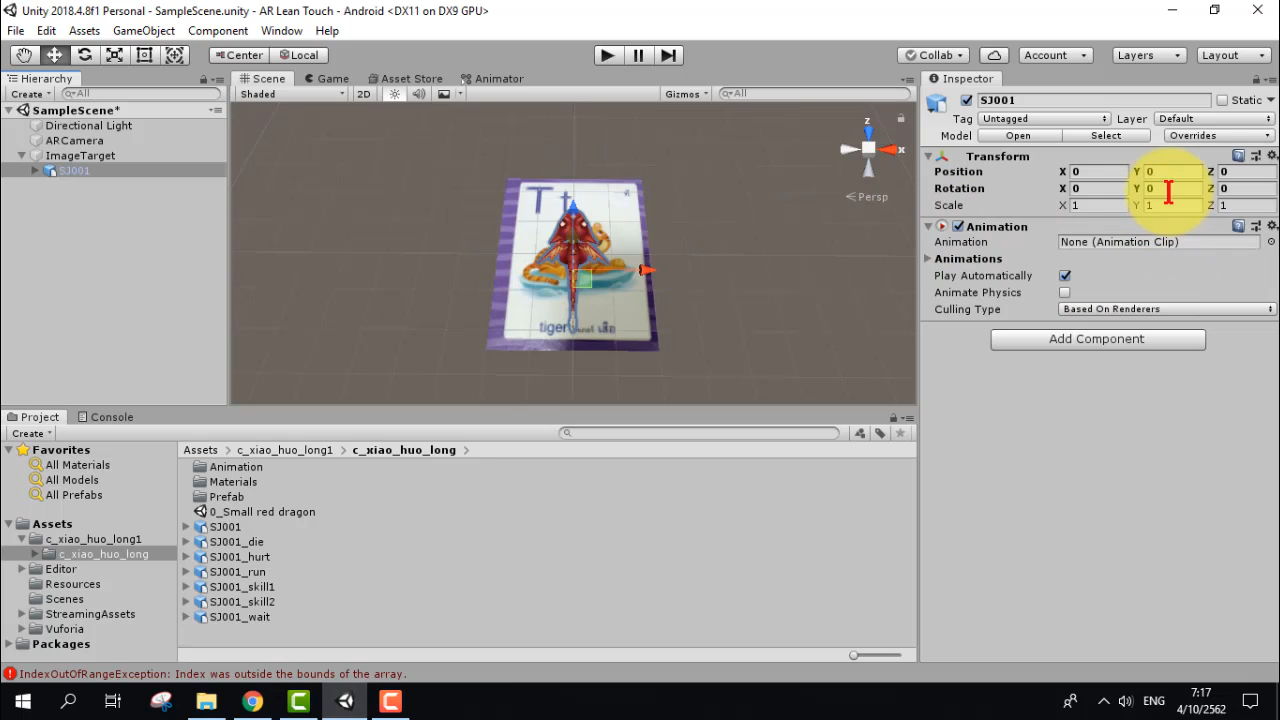 Unity 2018.4.8f1 Personal - SampleScene.unity - AR Lean Touch - Android <DX11 on DX9 GPU>
File Edit Assets GameObject Component Window Help
Center Local Collab Account Layers Layout
Hierarchy Scene Game Asset Store Animator Inspector
Create All Shaded 2D Gizmos All SJ001 Static
SampleScene*
Directional Light
ARCamera
ImageTarget
SJ001
z
x
Persp
T t
tiger เสือ
Tag Untagged Layer Default
Model Open Select Overrides
Transform
Position X 0 Y 0 Z 0
Rotation X 0 Y 0 Z 0
Scale X 1 Y 1 Z 1
Animation
Animation None (Animation Clip)
Animations
Play Automatically
Animate Physics
Culling Type Based On Renderers
Add Component
Project Console
Create
Favorites
All Materials
All Models
All Prefabs
Assets
c_xiao_huo_long1
c_xiao_huo_long
Editor
Resources
Scenes
StreamingAssets
Vuforia
Packages
Assets c_xiao_huo_long1 c_xiao_huo_long
Animation
Materials
Prefab
0_Small red dragon
SJ001
SJ001_die
SJ001_hurt
SJ001_run
SJ001_skill1
SJ001_skill2
SJ001_wait
IndexOutOfRangeException: Index was outside the bounds of the array.
ENG
7:17
4/10/2562